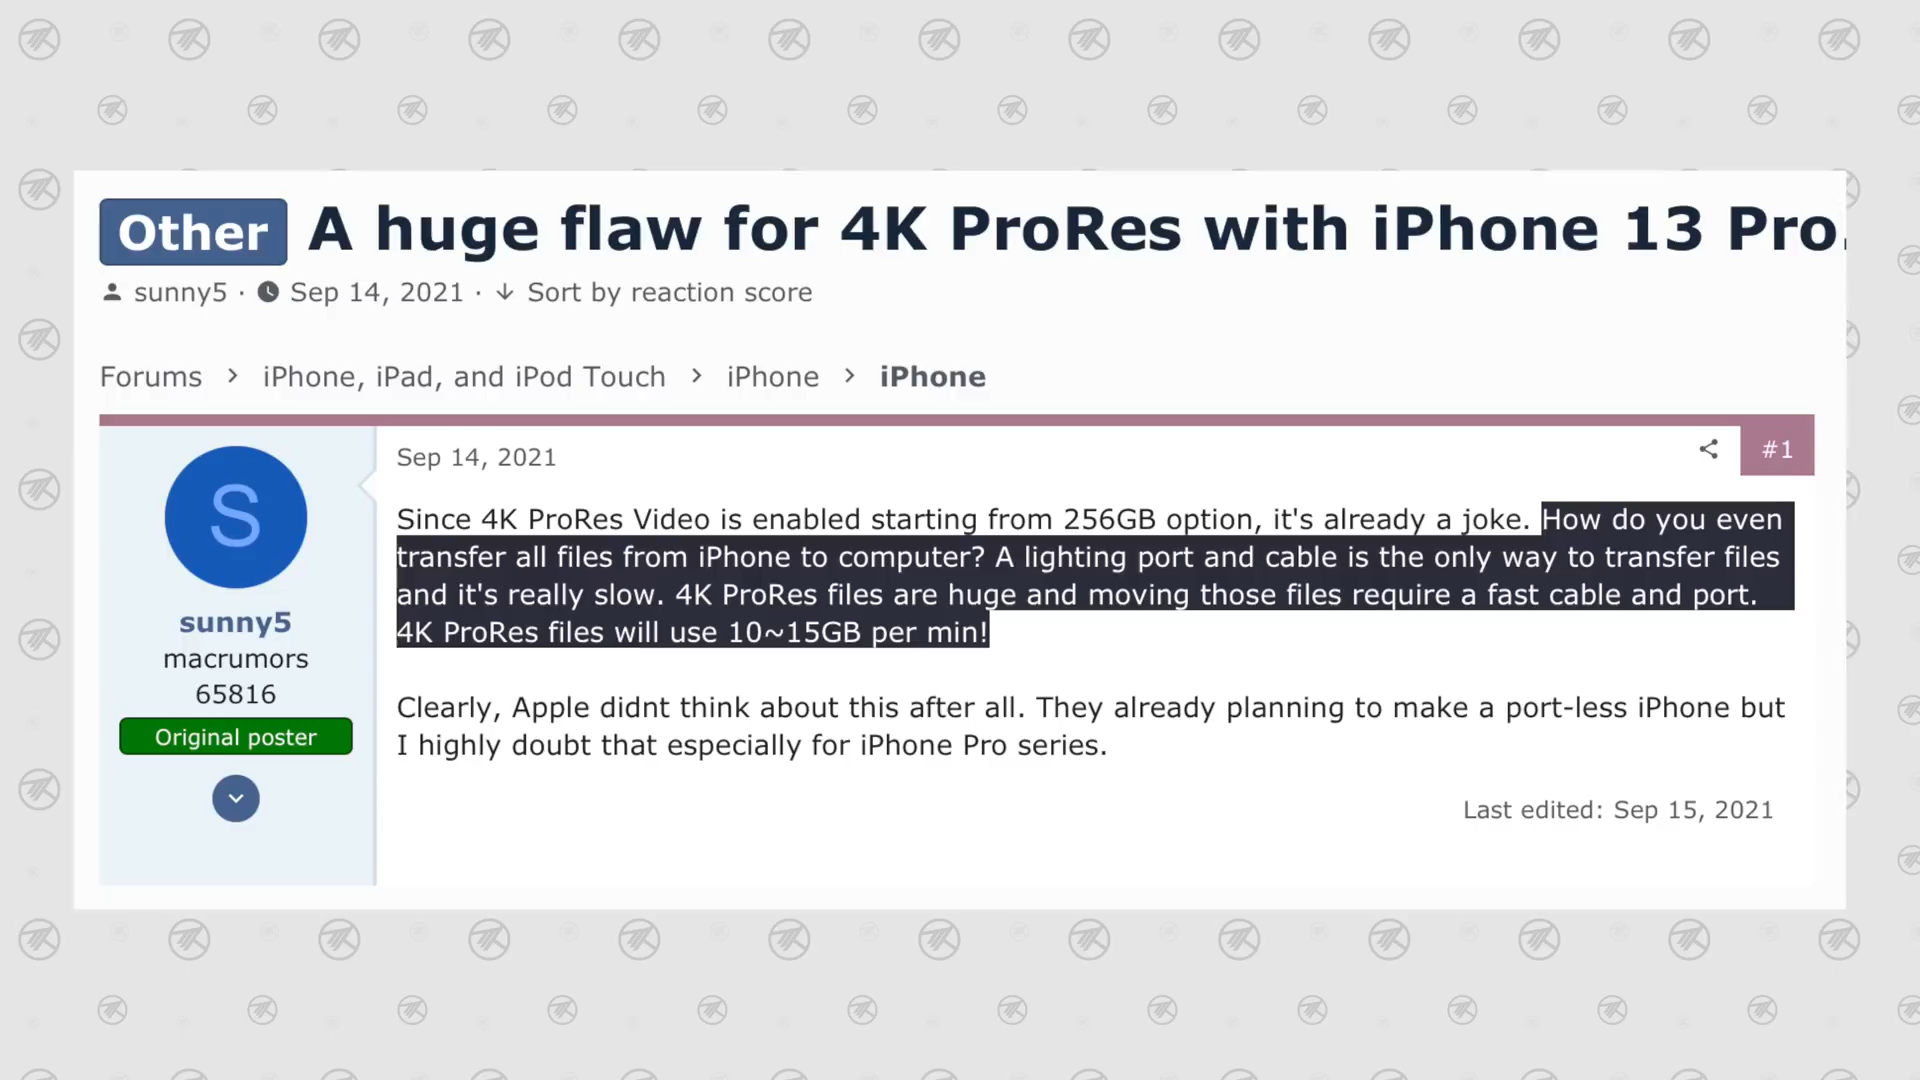 Other A huge flaw for 4K ProRes with iPhone 13 Pro.
sunny5 · Sep 14, 2021 · Sort by reaction score
Forums > iPhone, iPad, and iPod Touch > iPhone > iPhone
Sep 14, 2021
#1
S
sunny5
macrumors
65816
Original poster
Since 4K ProRes Video is enabled starting from 256GB option, it's already a joke. How do you even
transfer all files from iPhone to computer? A lighting port and cable is the only way to transfer files
and it's really slow. 4K ProRes files are huge and moving those files require a fast cable and port.
4K ProRes files will use 10~15GB per min!
Clearly, Apple didnt think about this after all. They already planning to make a port-less iPhone but
I highly doubt that especially for iPhone Pro series.
Last edited: Sep 15, 2021